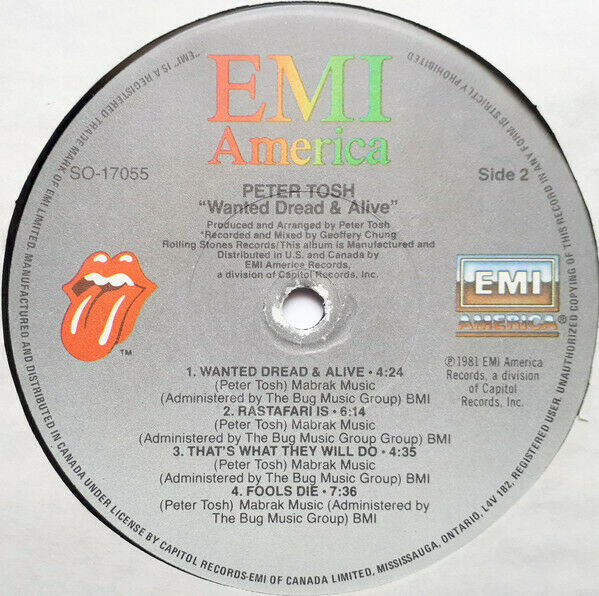 EMI
America
SO-17055
Side 2
PETER TOSH
"Wanted Dread & Alive"
Produced and Arranged by Peter Tosh
*Recorded and Mixed by Geoffery Chung
Rolling Stones Records/This album is Manufactured and
Distributed in U.S. and Canada by
EMI America Records,
a division of Capitol Records, Inc.
TM
EMI
AMERICA®
℗1981 EMI America
Records, a division
of Capitol
Records, Inc.
1. WANTED DREAD & ALIVE • 4:24
(Peter Tosh) Mabrak Music
(Administered by The Bug Music Group) BMI
2. RASTAFARI IS • 6:14
(Peter Tosh) Mabrak Music
(Administered by The Bug Music Group Group) BMI
3. THAT'S WHAT THEY WILL DO • 4:35
(Peter Tosh) Mabrak Music
(Administered by The Bug Music Group) BMI
4. FOOLS DIE • 7:36
(Peter Tosh) Mabrak Music (Administered by
The Bug Music Group) BMI
MANUFACTURED AND DISTRIBUTED IN CANADA UNDER LICENSE BY CAPITOL RECORDS-EMI OF CANADA LIMITED, MISSISSAUGA, ONTARIO, L4V 1B2, REGISTERED USER. UNAUTHORIZED COPYING OF THIS RECORD IN ANY FORM IS STRICTLY PROHIBITED
"EMI" IS A REGISTERED TRADE MARK OF EMI LIMITED.